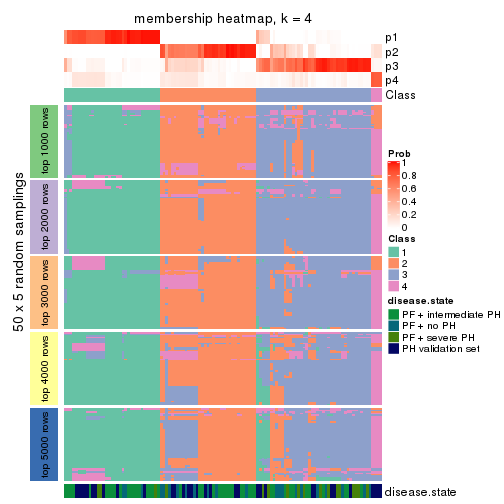 membership heatmap, k = 4
p1
p2
p3
p4
Class
50 x 5 random samplings
top 1000 rows
top 2000 rows
top 3000 rows
top 4000 rows
top 5000 rows
Prob
1
0.8
0.6
0.4
0.2
0
Class
1
2
3
4
disease.state
PF+ intermediate PH
PF+ no PH
PF+ severe PH
PH validation set
disease.state